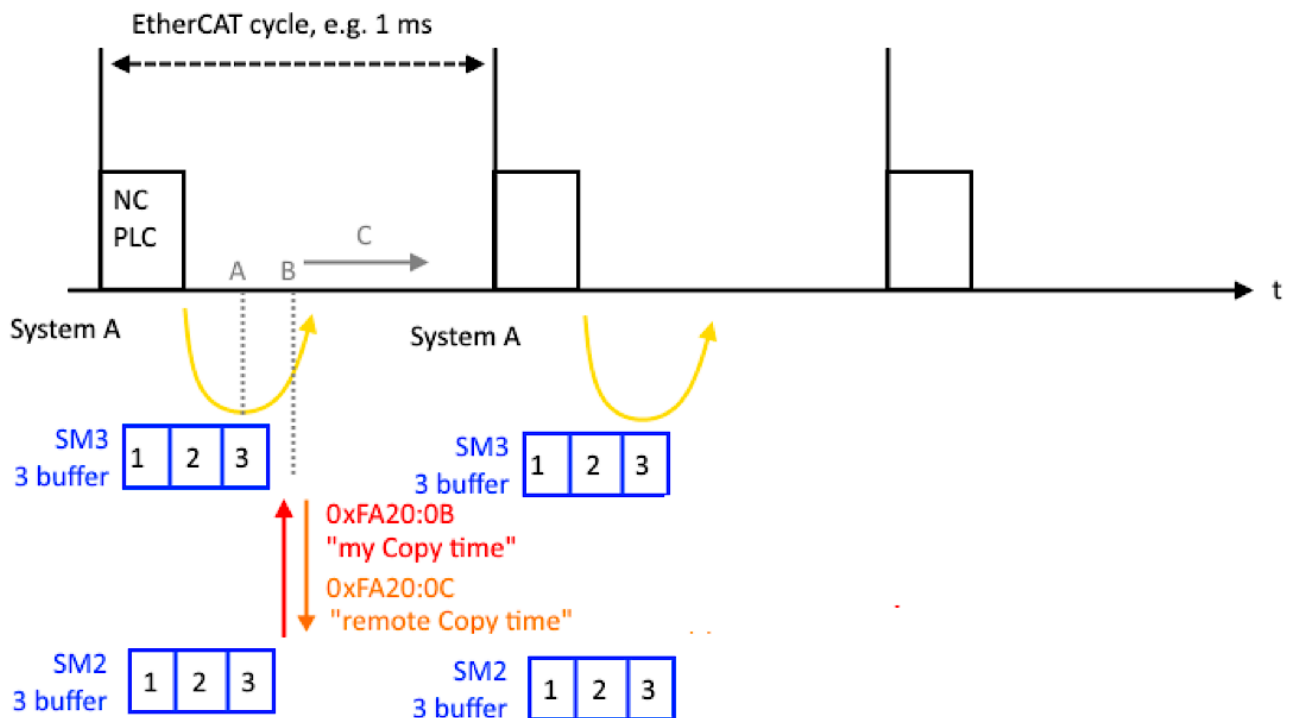 EtherCAT cycle, e.g. 1 ms
NC
PLC
A
B
C
t
System A
System A
SM3
3 buffer
1 2 3
SM3
3 buffer
1 2 3
0xFA20:0B
"my Copy time"
0xFA20:0C
"remote Copy time"
SM2
3 buffer
1 2 3
SM2
3 buffer
1 2 3